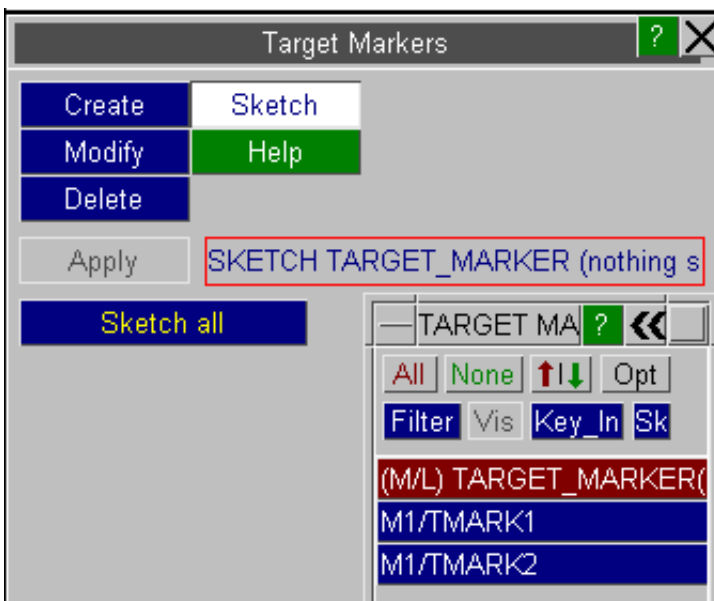 Target Markers ?
Create Sketch
Modify Help
Delete
Apply SKETCH TARGET_MARKER (nothing s
Sketch all
TARGET MA ?
All None Opt
Filter Vis Key_In Sk
(M/L) TARGET_MARKER(
M1/TMARK1
M1/TMARK2